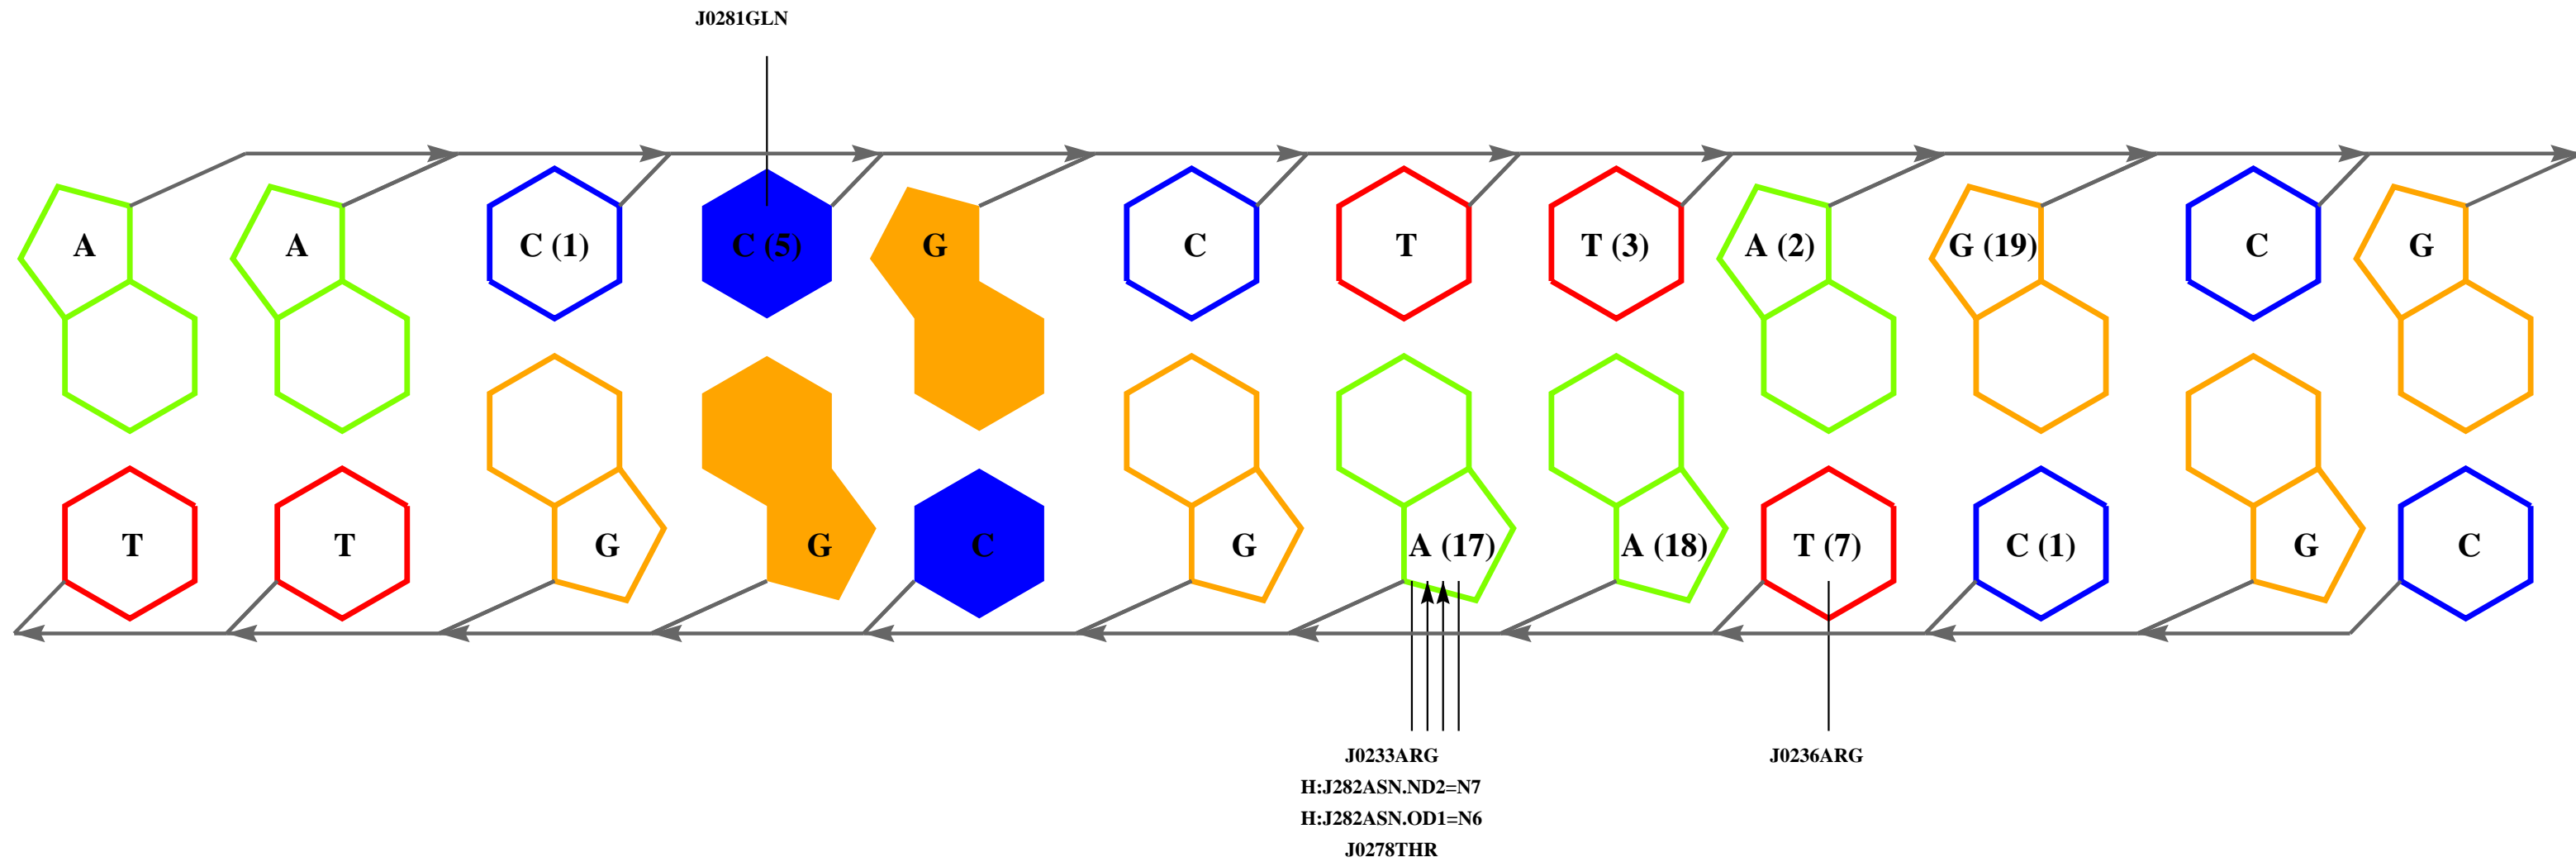 J0281GLN
A A C (1) C (5) G C T T (3) A (2) G (19) C G
T T G G C G A (17) A (18) T (7) C (1) G C
J0233ARG J0236ARG
H:J282ASN.ND2=N7
H:J282ASN.OD1=N6
J0278THR